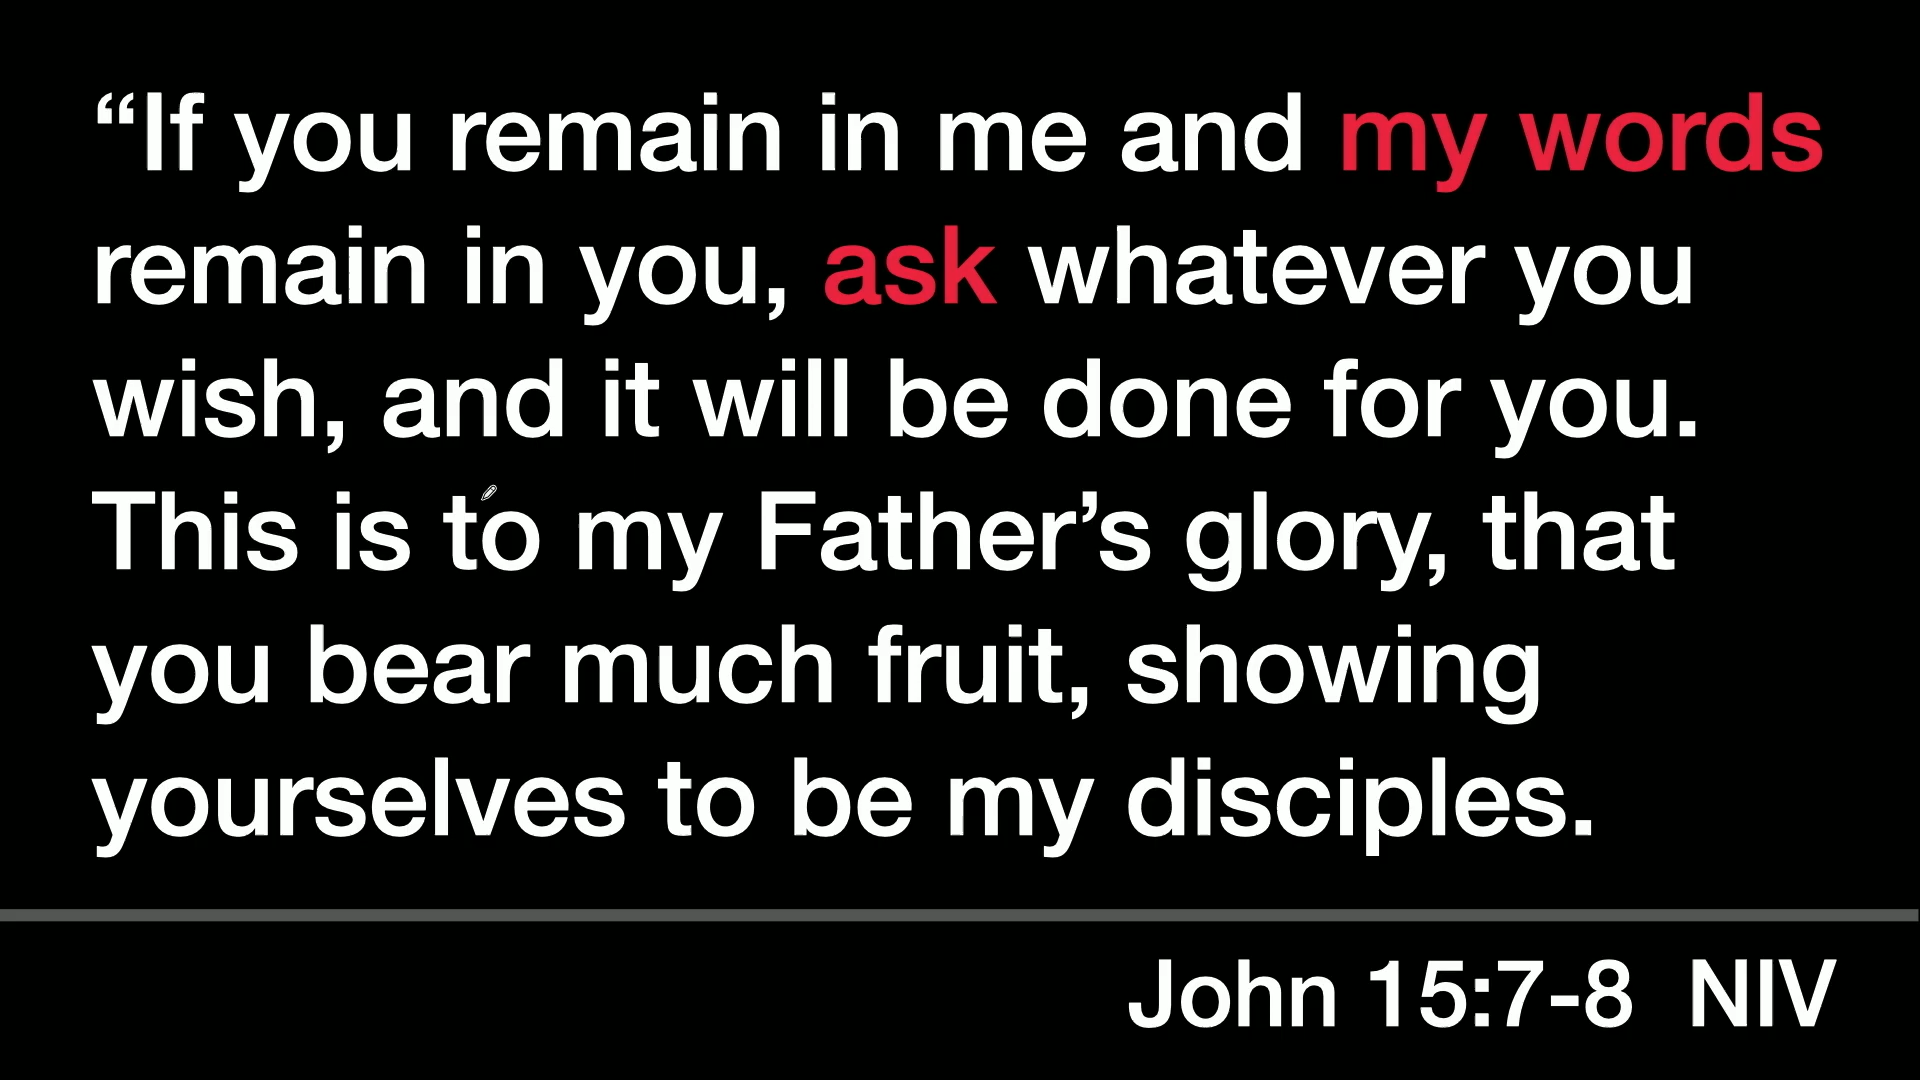 “If you remain in me and my words
remain in you, ask whatever you
wish, and it will be done for you.
This is to my Father’s glory, that
you bear much fruit, showing
yourselves to be my disciples.
John 15:7-8  NIV